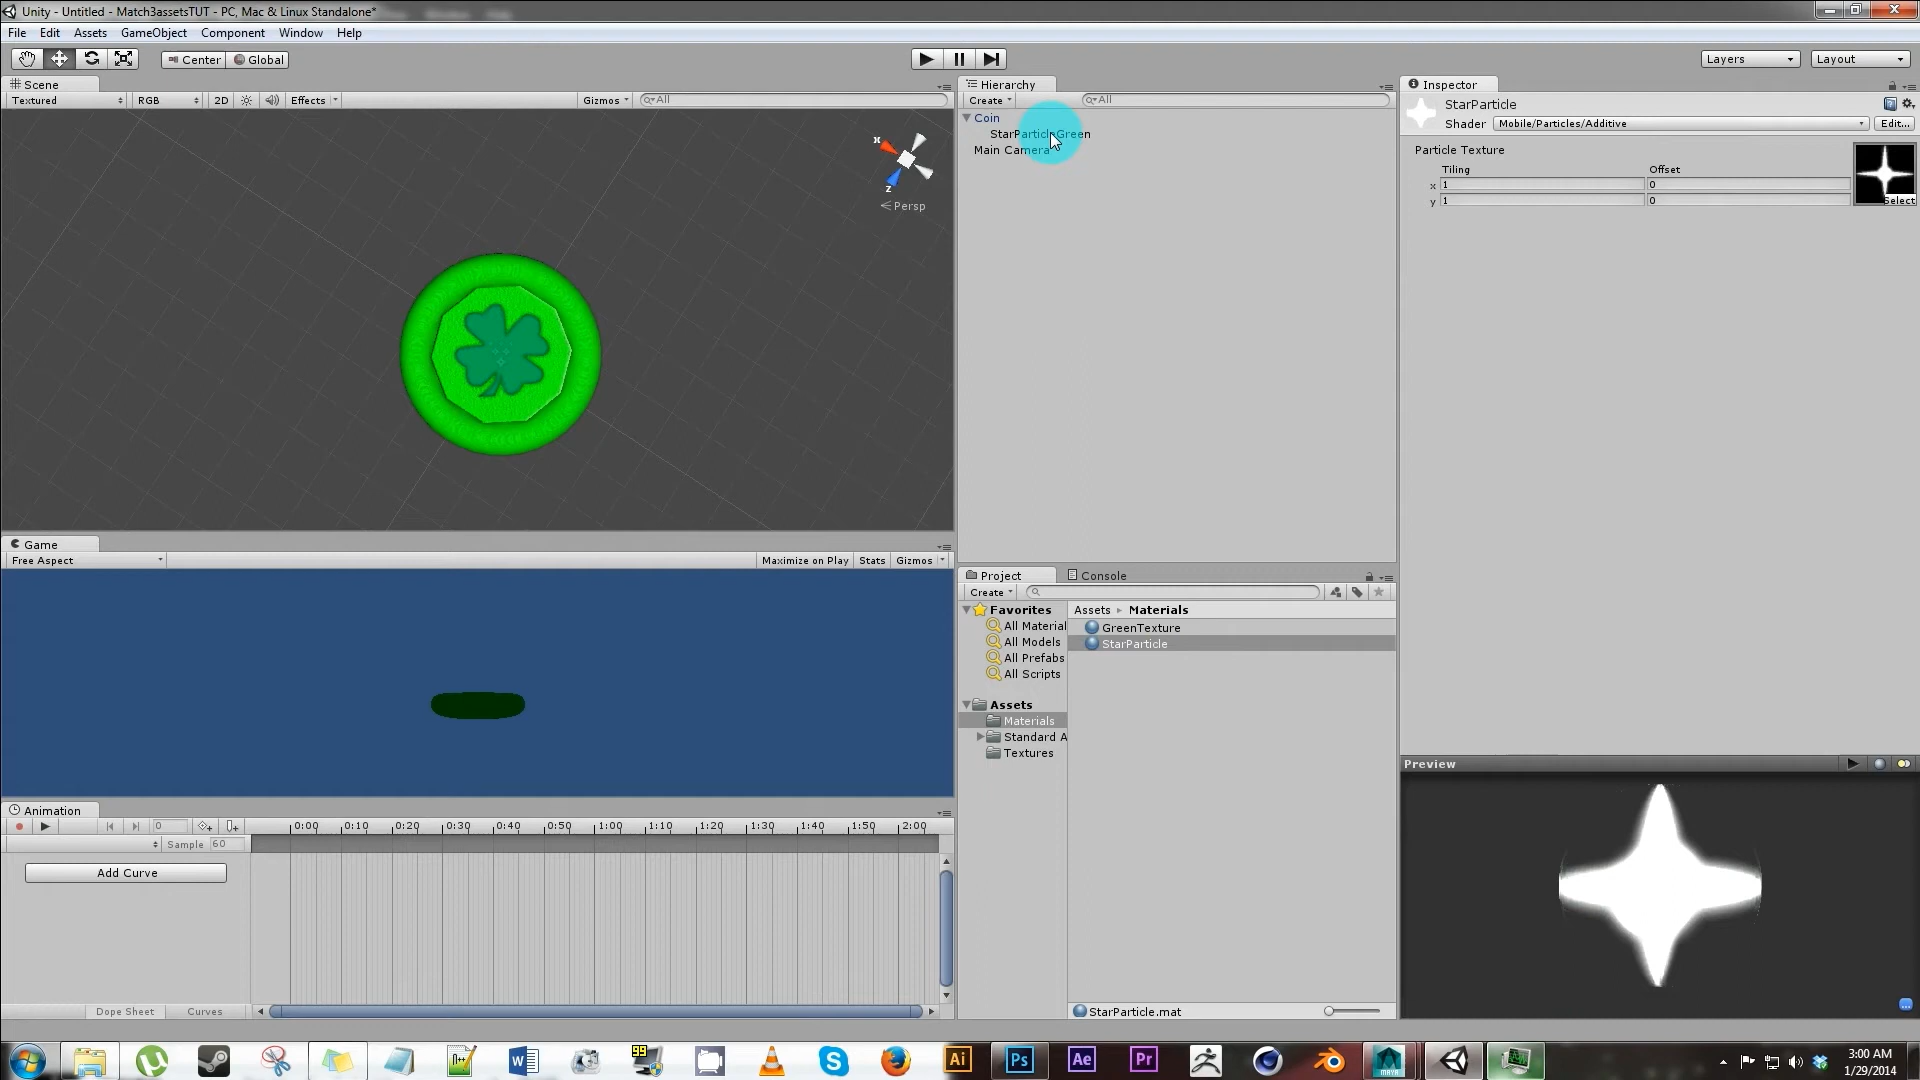 Unity - Untitled - Match3assetsTUT - PC, Mac & Linux Standalone*
File Edit Assets GameObject Component Window Help
Center Global
Layers Layout
Scene
Textured RGB 2D Effects Gizmos All
x
z
Persp
Hierarchy
Create All
Coin
StarParticleGreen
Main Camera
Inspector
StarParticle
Shader Mobile/Particles/Additive Edit...
Particle Texture
Tiling Offset
x 1 0
y 1 0
Select
Game
Free Aspect Maximize on Play Stats Gizmos
Project Console
Create
Favorites
All Material
All Models
All Prefabs
All Scripts
Assets
Materials
Standard A
Textures
Assets Materials
GreenTexture
StarParticle
StarParticle.mat
Preview
Animation
0 0:00 0:10 0:20 0:30 0:40 0:50 1:00 1:10 1:20 1:30 1:40 1:50 2:00
Sample 60
Add Curve
Dope Sheet Curves
99
W
S
Ai Ps Ae Pr
3:00 AM
1/29/2014